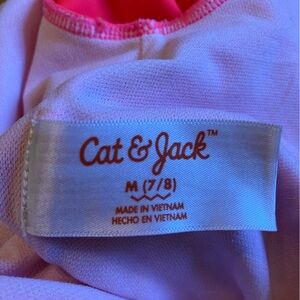 Cat & Jack™
M (7/8)
MADE IN VIETNAM
HECHO EN VIETNAM